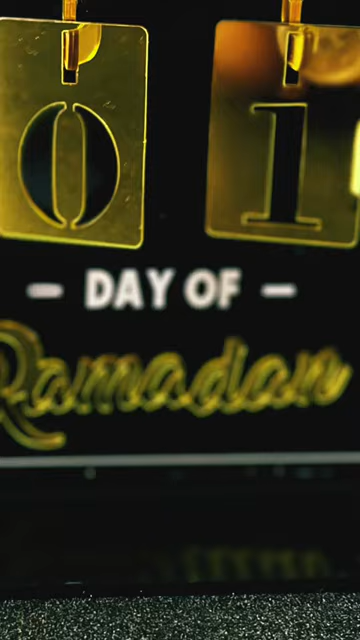 01
— DAY OF —
Ramadan